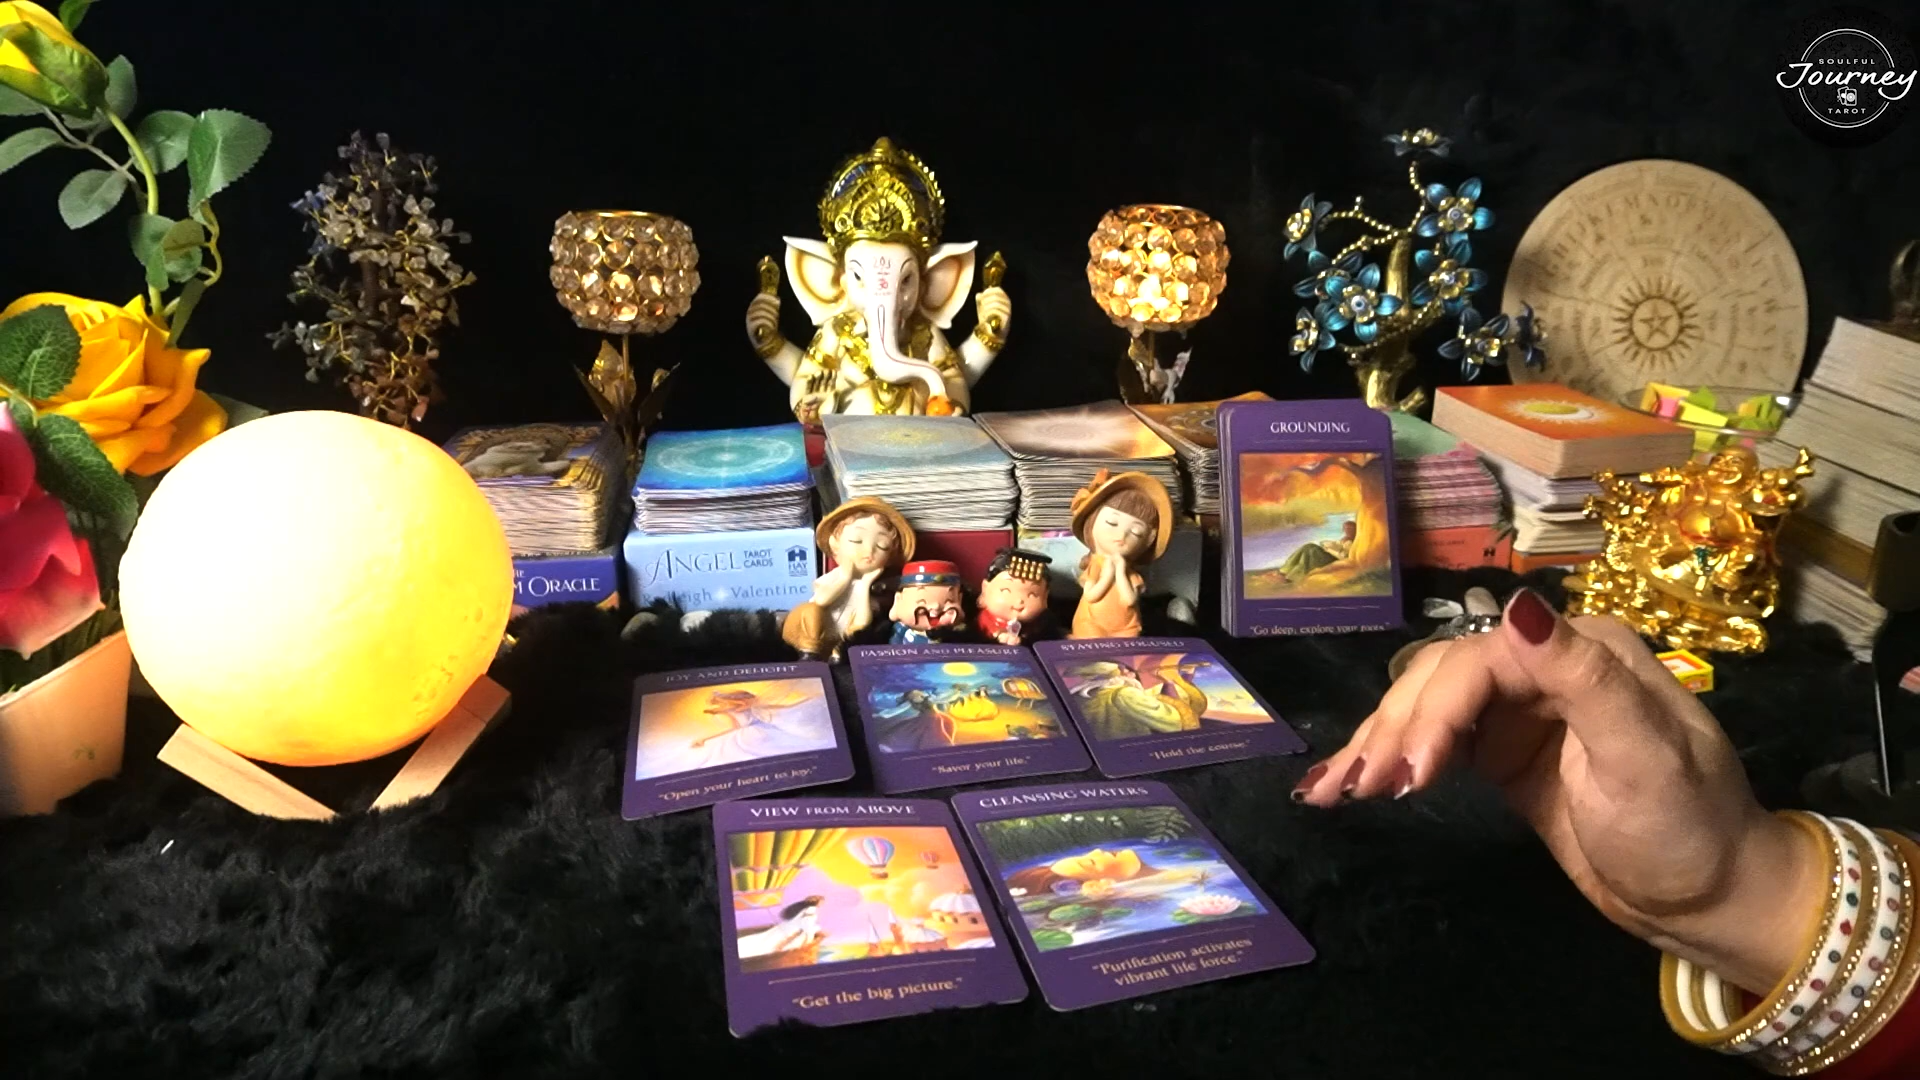 SOULFUL
Journey
TAROT
GROUNDING
"Go deep; explore your roots."
ORACLE
ANGEL TAROT CARDS
HAY HOUSE
Valentine
JOY AND DELIGHT
"Open your heart to joy."
PASSION AND PLEASURE
"Savor your life."
STAYING FOCUSED
"Hold the course."
VIEW FROM ABOVE
"Get the big picture."
CLEANSING WATERS
"Purification activates
vibrant life force."